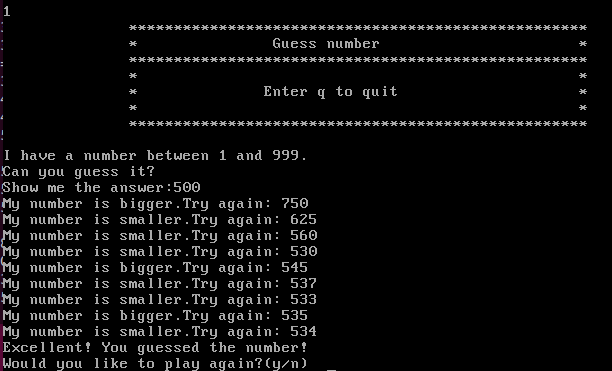 1
***************************************************
* Guess number *
***************************************************
* *
* Enter q to quit *
* *
***************************************************
I have a number between 1 and 999.
Can you guess it?
Show me the answer:500
My number is bigger.Try again: 750
My number is smaller.Try again: 625
My number is smaller.Try again: 560
My number is smaller.Try again: 530
My number is bigger.Try again: 545
My number is smaller.Try again: 537
My number is smaller.Try again: 533
My number is bigger.Try again: 535
My number is smaller.Try again: 534
Excellent! You guessed the number!
Would you like to play again?(y/n) _